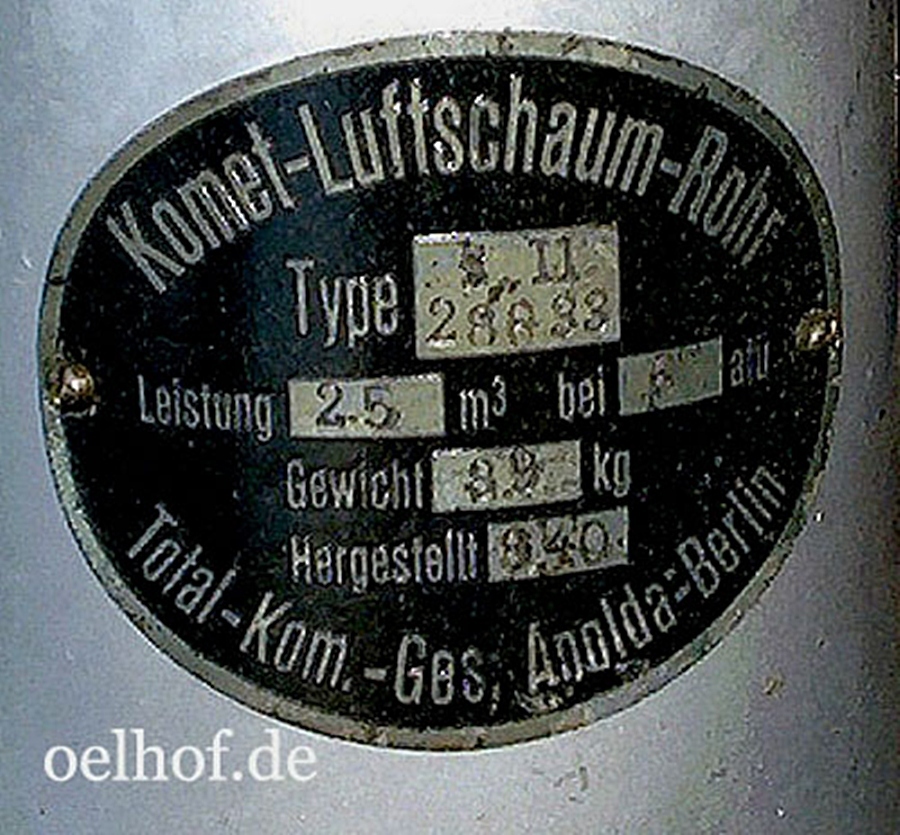 Komet-Luftschaum-Rohr
Type II
Leistung 2.5 m³ bei atü
Gewicht kg
Hergestellt
Total-Kom.-Ges, Apolda=Berlin
oelhof.de